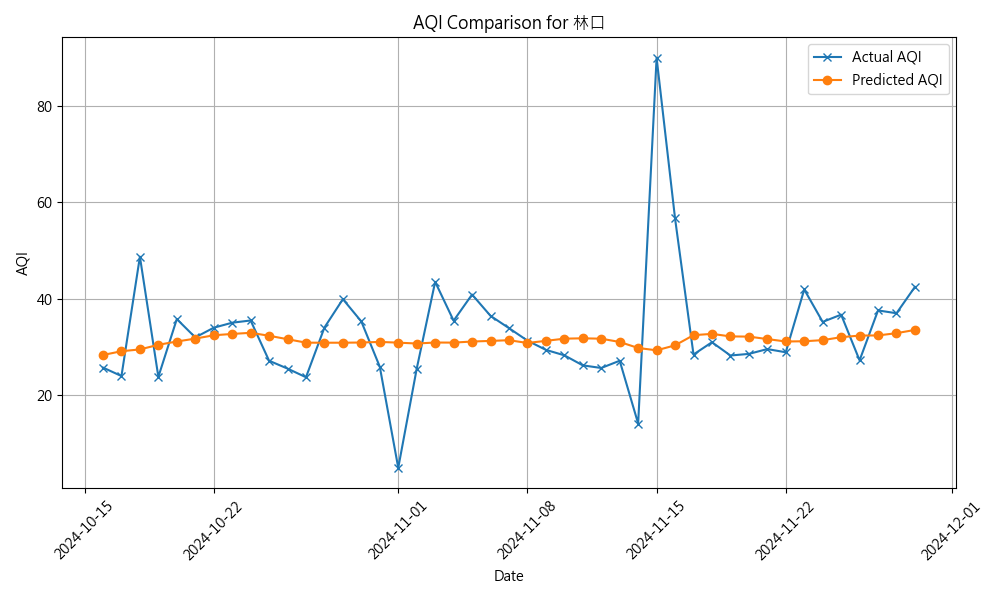 AQI Comparison for 林口
Actual AQI
Predicted AQI
80
60
40
20
AQI
2024-10-15
2024-10-22
2024-11-01
2024-11-08
2024-11-15
2024-11-22
2024-12-01
Date